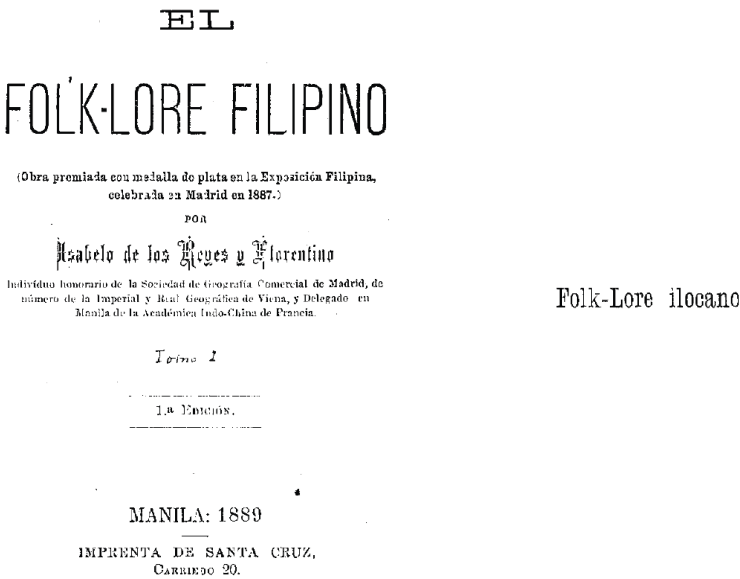 EL
FOLK-LORE FILIPINO
(Obra premiada con medalla de plata en la Exposición Filipina,
celebrada en Madrid en 1887.)
POR
Isabelo de los Reyes y Florentino
Individuo honorario de la Sociedad de Geografía Comercial de Madrid, de
número de la Imperial y Real Geográfica de Viena, y Delegado en
Manila de la Académica Indo-China de Francia.
Tomo I
1.a Edición.
MANILA: 1889
IMPRENTA DE SANTA CRUZ,
Carriedo 20.
Folk-Lore ilocano